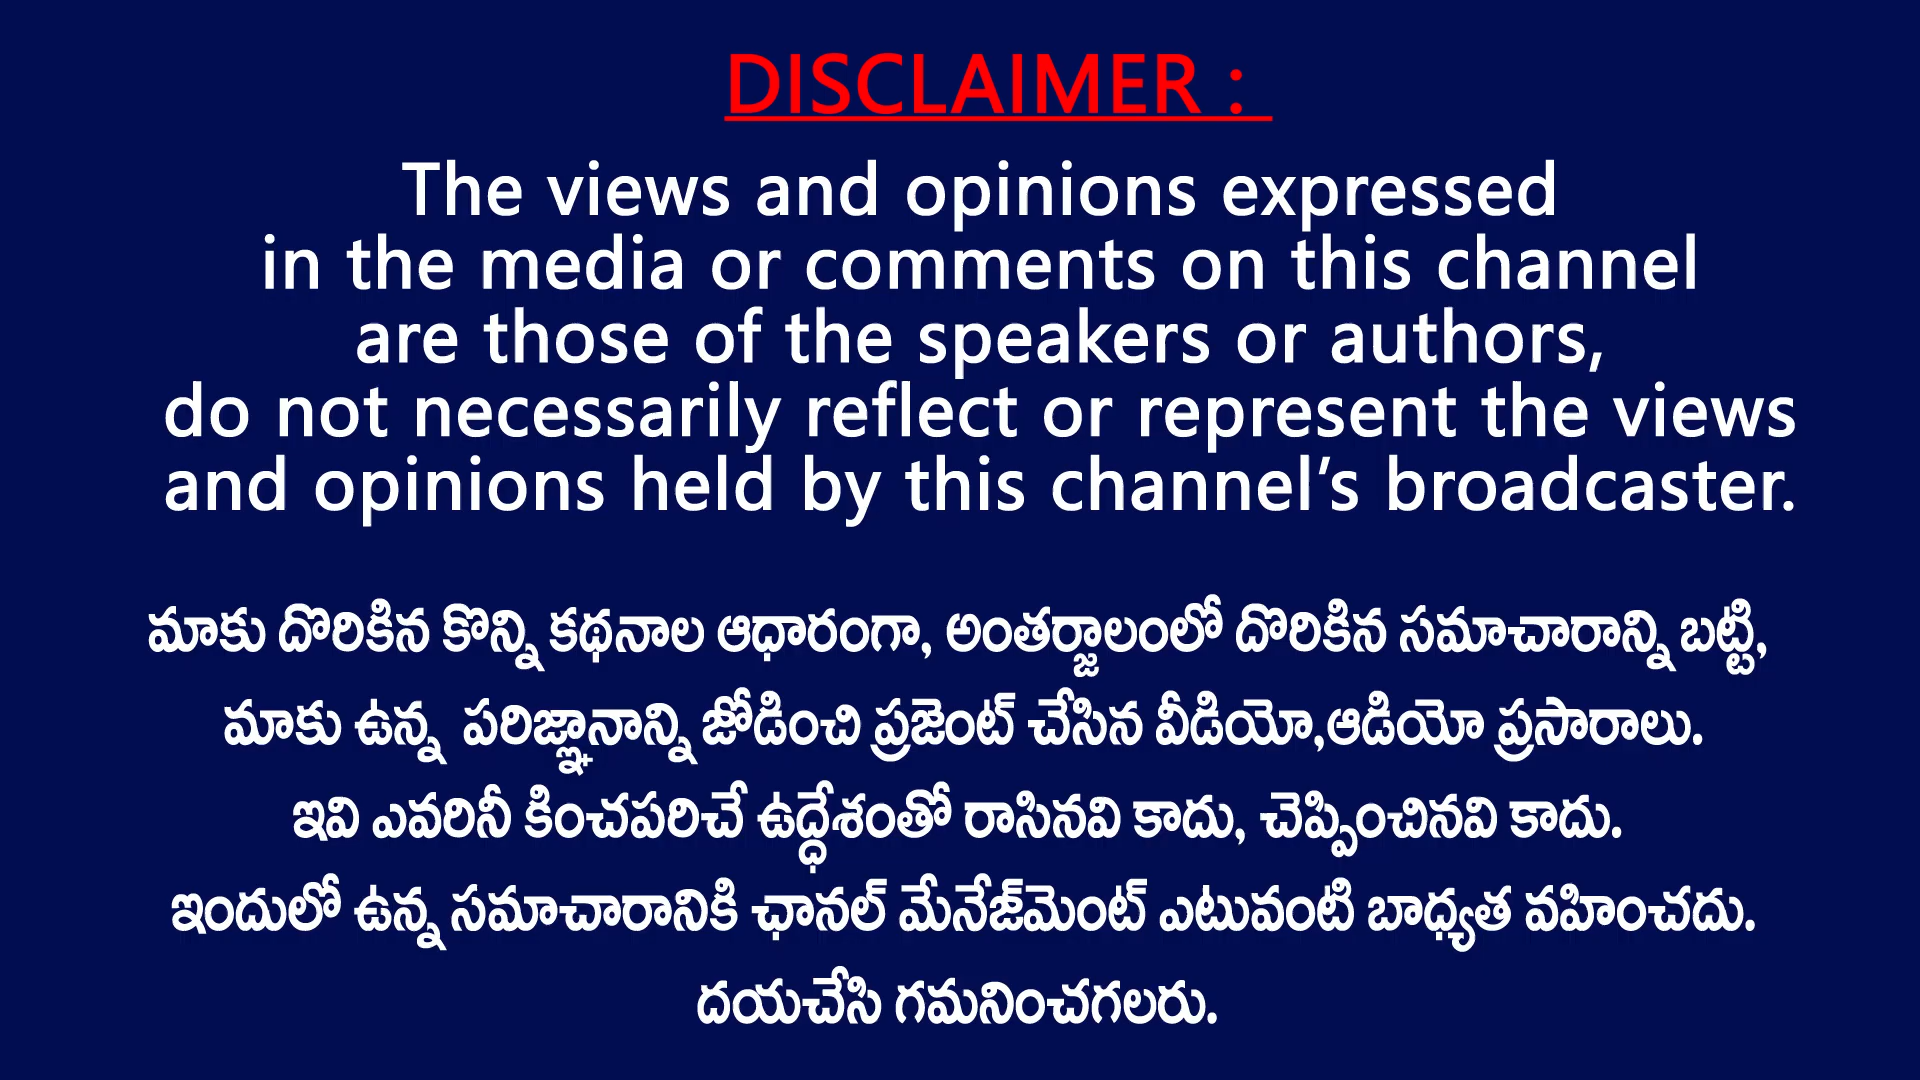 DISCLAIMER :
The views and opinions expressed
in the media or comments on this channel
are those of the speakers or authors,
do not necessarily reflect or represent the views
and opinions held by this channel’s broadcaster.
మాకు దొరికిన కొన్ని కథనాల ఆధారంగా, అంతర్జాలంలో దొరికిన సమాచారాన్ని బట్టి,
మాకు ఉన్న పరిజ్ఞానాన్ని జోడించి ప్రజెంట్ చేసిన వీడియో,ఆడియో ప్రసారాలు.
ఇవి ఎవరినీ కించపరిచే ఉద్ధేశంతో రాసినవి కాదు, చెప్పించినవి కాదు.
ఇందులో ఉన్న సమాచారానికి ఛానల్ మేనేజ్‌మెంట్ ఎటువంటి బాధ్యత వహించదు.
దయచేసి గమనించగలరు.